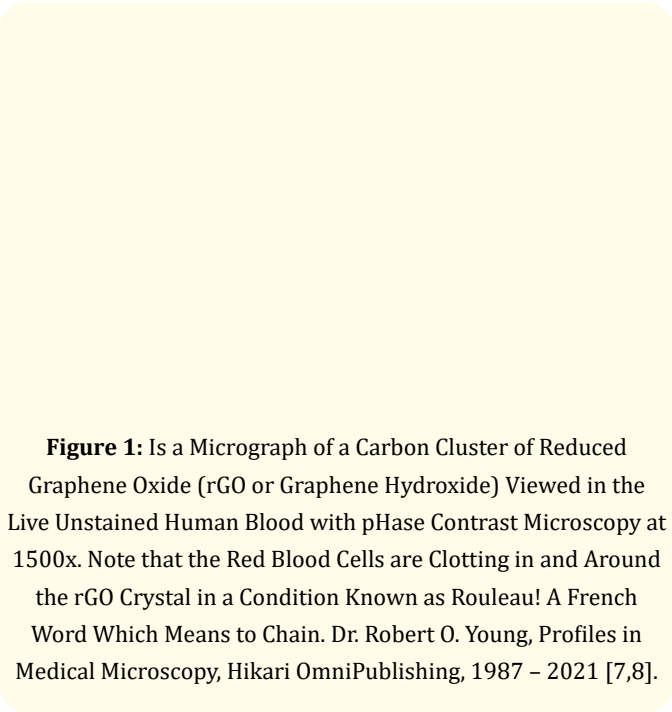 Figure 1: Is a Micrograph of a Carbon Cluster of Reduced
Graphene Oxide (rGO or Graphene Hydroxide) Viewed in the
Live Unstained Human Blood with pHase Contrast Microscopy at
1500x. Note that the Red Blood Cells are Clotting in and Around
the rGO Crystal in a Condition Known as Rouleau! A French
Word Which Means to Chain. Dr. Robert O. Young, Profiles in
Medical Microscopy, Hikari OmniPublishing, 1987 – 2021 [7,8].